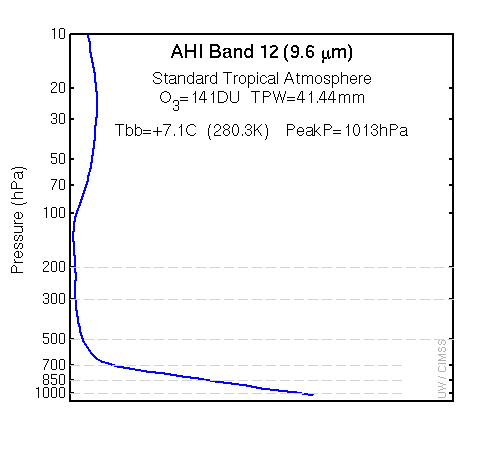 AHI Band 12 (9.6 µm)
Standard Tropical Atmosphere
O3=141DU TPW=41.44mm
Tbb=+7.1C (280.3K) PeakP=1013hPa
Pressure (hPa)
10
20
30
50
70
100
200
300
500
700
850
1000
UW / CIMSS